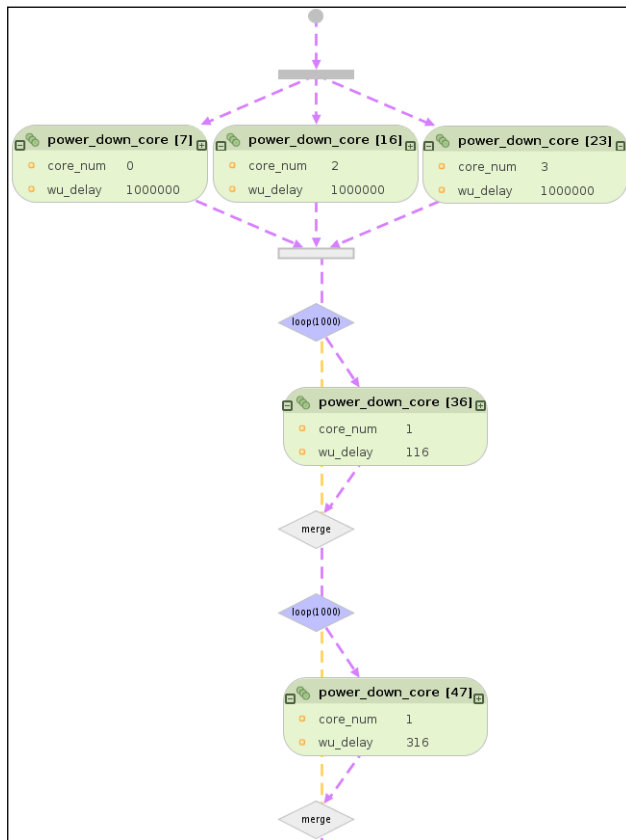 power_down_core [7]
core_num 0
wu_delay 1000000
power_down_core [16]
core_num 2
wu_delay 1000000
power_down_core [23]
core_num 3
wu_delay 1000000
loop(1000)
power_down_core [36]
core_num 1
wu_delay 116
merge
loop(1000)
power_down_core [47]
core_num 1
wu_delay 316
merge